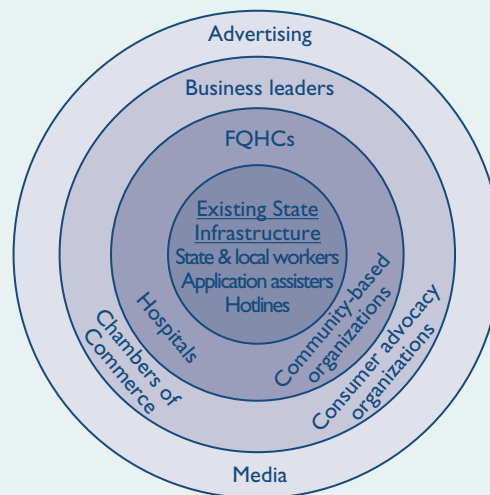 Advertising
Business leaders
FQHCs
Existing State
Infrastructure
State & local workers
Application assisters
Hotlines
Hospitals
Community-based
organizations
Chambers of
Commerce
Consumer advocacy
organizations
Media